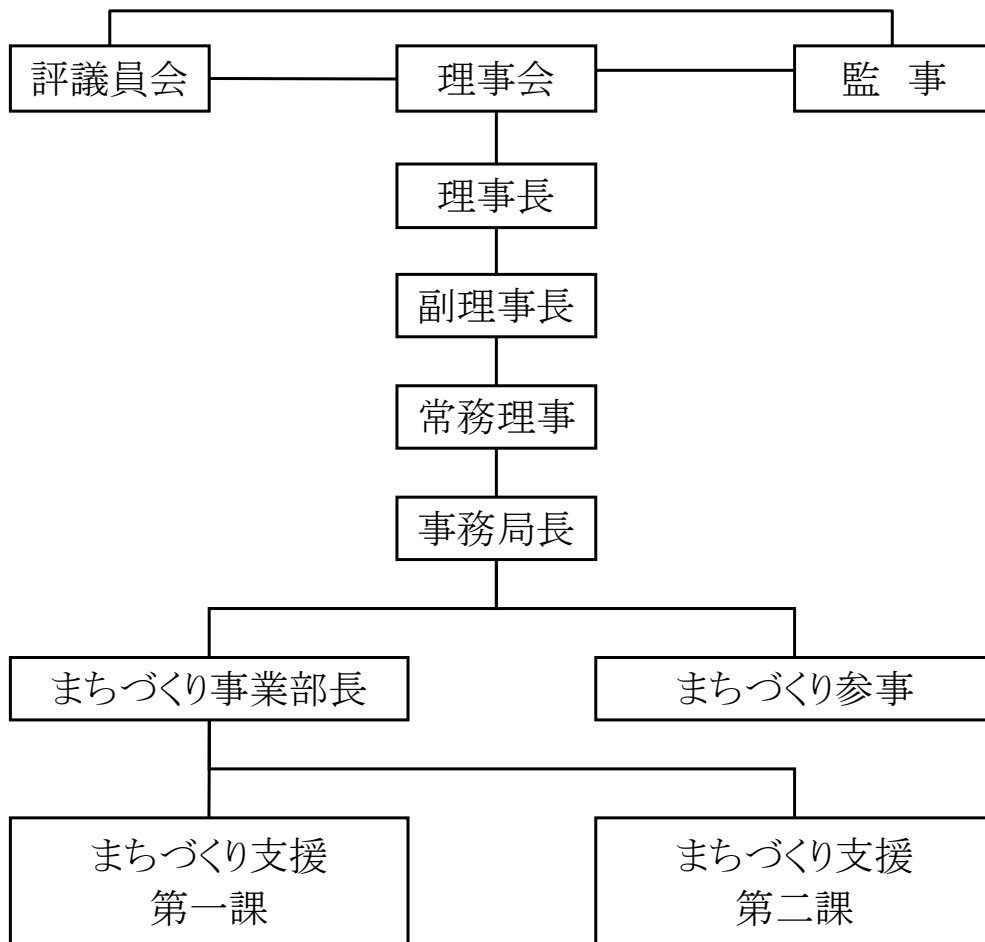 評議員会
理事会
監 事
理事長
副理事長
常務理事
事務局長
まちづくり事業部長
まちづくり参事
まちづくり支援
第一課
まちづくり支援
第二課